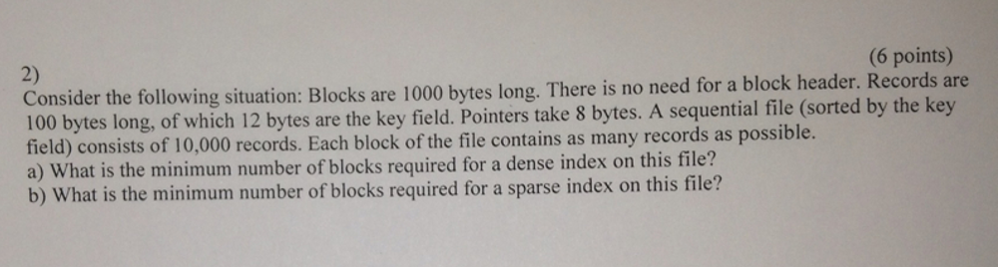 (6 points)
2)
Consider the following situation: Blocks are 1000 bytes long. There is no need for a block header. Records are
100 bytes long, of which 12 bytes are the key field. Pointers take 8 bytes. A sequential file (sorted by the key
field) consists of 10,000 records. Each block of the file contains as many records as possible.
a) What is the minimum number of blocks required for a dense index on this file?
b) What is the minimum number of blocks required for a sparse index on this file?